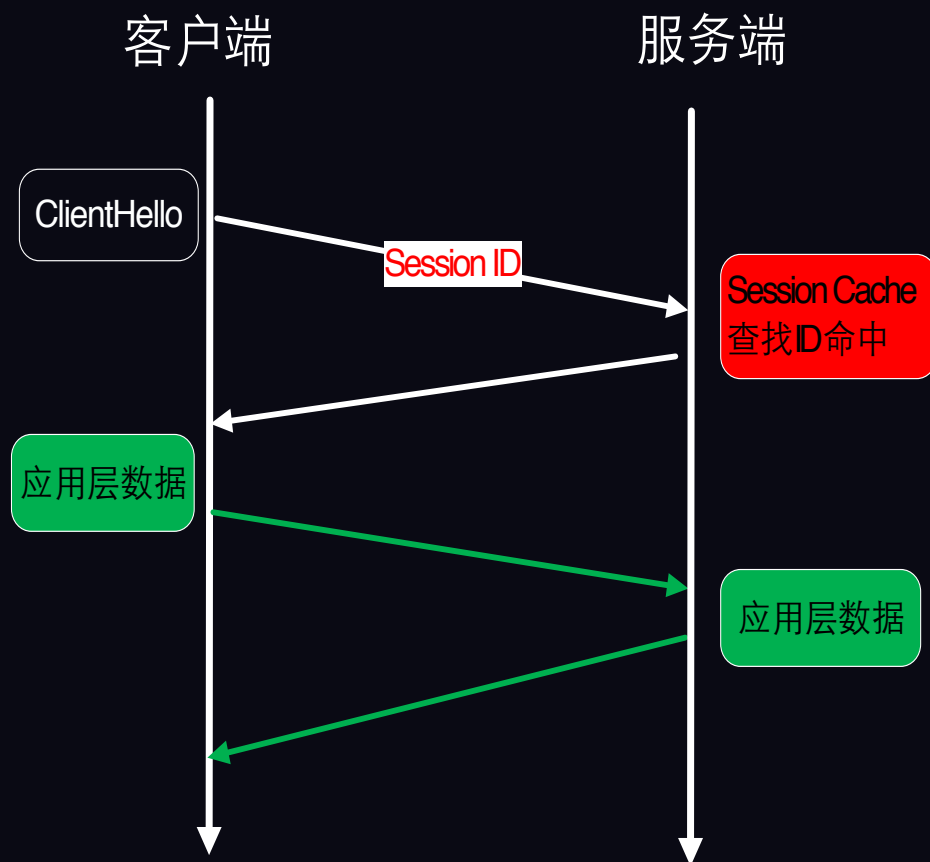 客户端
服务端
ClientHello
Session ID
Session Cache
查找ID命中
应用层数据
应用层数据